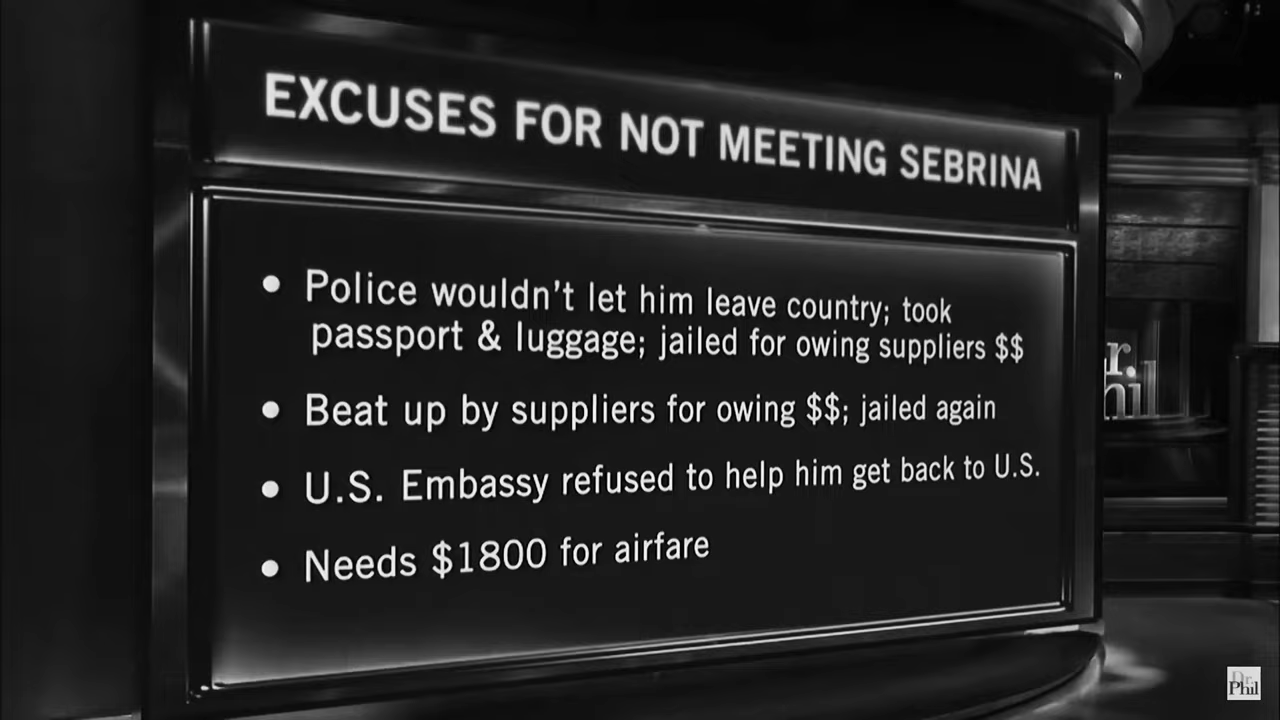 EXCUSES FOR NOT MEETING SEBRINA
• Police wouldn't let him leave country; took
passport & luggage; jailed for owing suppliers $$
• Beat up by suppliers for owing $$; jailed again
• U.S. Embassy refused to help him get back to U.S.
• Needs $1800 for airfare
r.
hil
Dr.
Phil